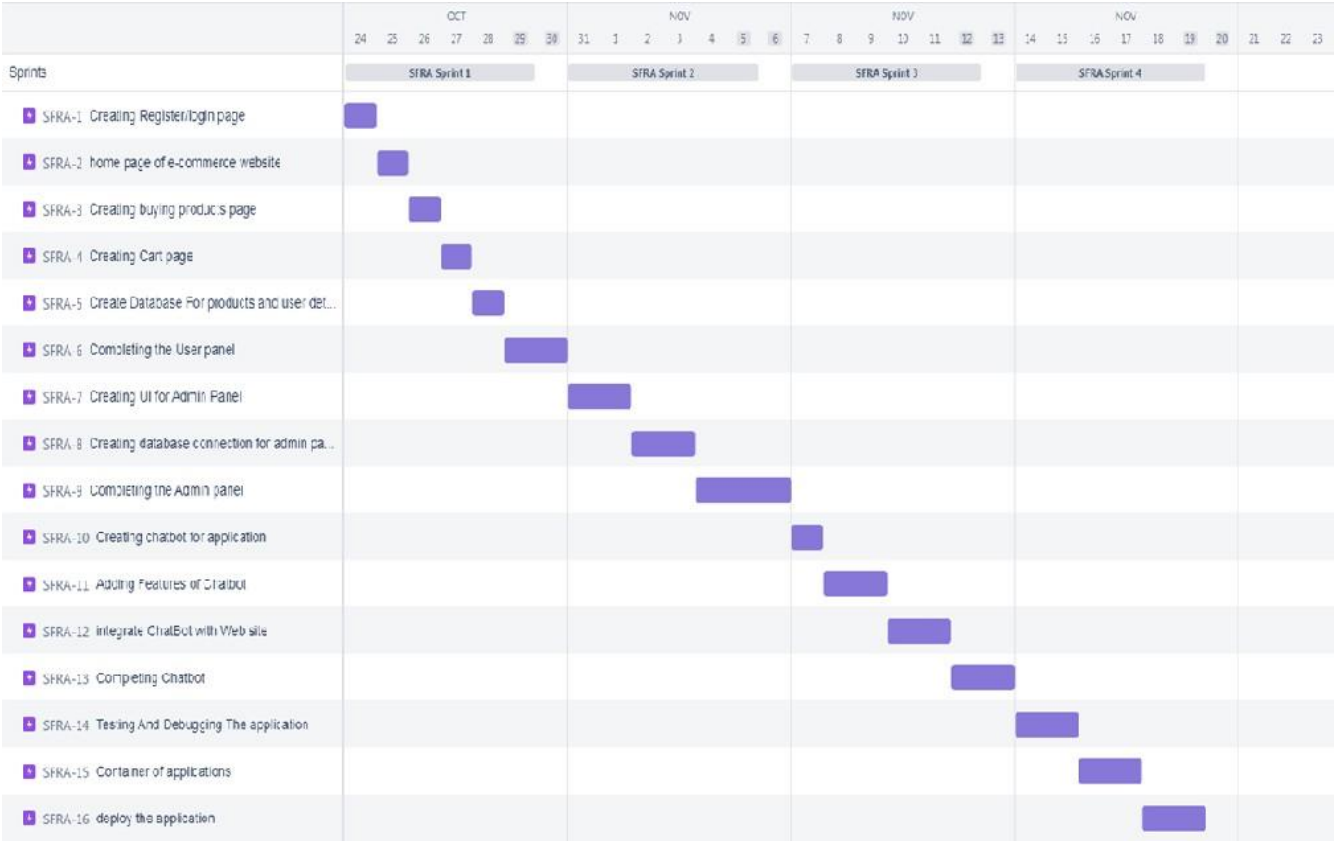 OCT NOV NOV NOV
24 25 26 27 28 29 30 31 1 2 3 4 5 6 7 8 9 10 11 12 13 14 15 16 17 18 19 20 21 22 23
Sprints SFRA Sprint 1 SFRA Sprint 2 SFRA Sprint 3 SFRA Sprint 4
SFRA-1 Creating Register/login page
SFRA-2 home page of e-commerce website
SFRA-3 Creating buying products page
SFRA-4 Creating Cart page
SFRA-5 Create Database For products and user det...
SFRA-6 Completing the User panel
SFRA-7 Creating UI for Admin Panel
SFRA-8 Creating database connection for admin pa...
SFRA-9 Completing the Admin panel
SFRA-10 Creating chatbot for application
SFRA-11 Adding Features of Chatbot
SFRA-12 integrate ChatBot with Web site
SFRA-13 Competing Chatbot
SFRA-14 Testing And Debugging The application
SFRA-15 Container of applications
SFRA-16 deploy the application